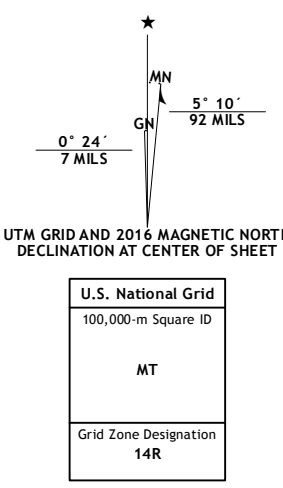 ★
MN
5° 10´
92 MILS
GN
0° 24´
7 MILS
UTM GRID AND 2016 MAGNETIC NORTH
DECLINATION AT CENTER OF SHEET
U.S. National Grid
100,000-m Square ID
MT
Grid Zone Designation
14R